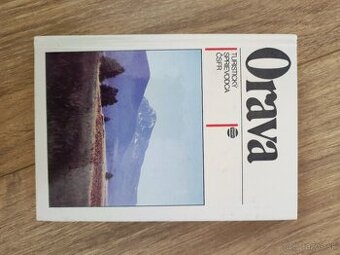 Orava
TURISTICKÝ
SPRIEVODCA
ČSFR